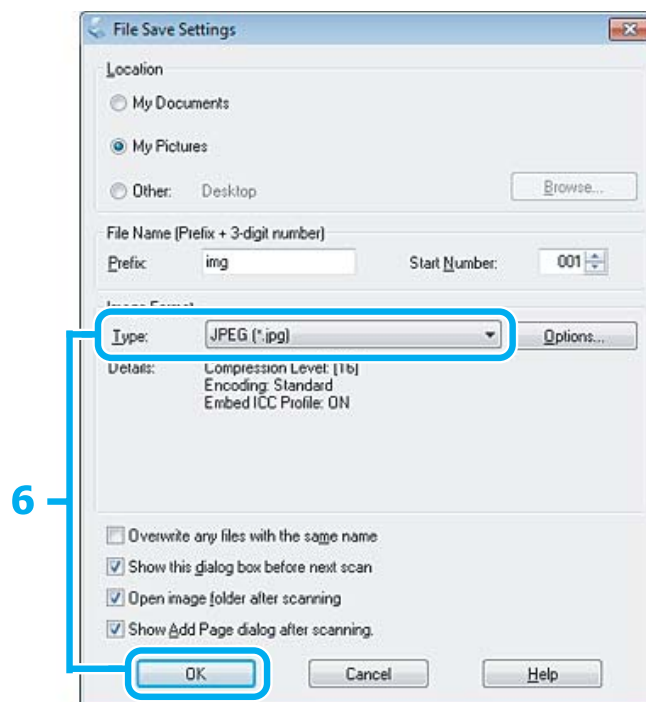 File Save Settings
Location
My Documents
My Pictures
Other: Desktop Browse...
File Name (Prefix + 3-digit number)
Prefix: img Start Number: 001
Image Format
Type: JPEG (*.jpg) Options...
Details: Compression Level: [16]
Encoding: Standard
Embed ICC Profile: ON
6
Overwrite any files with the same name
Show this dialog box before next scan
Open image folder after scanning
Show Add Page dialog after scanning.
OK Cancel Help